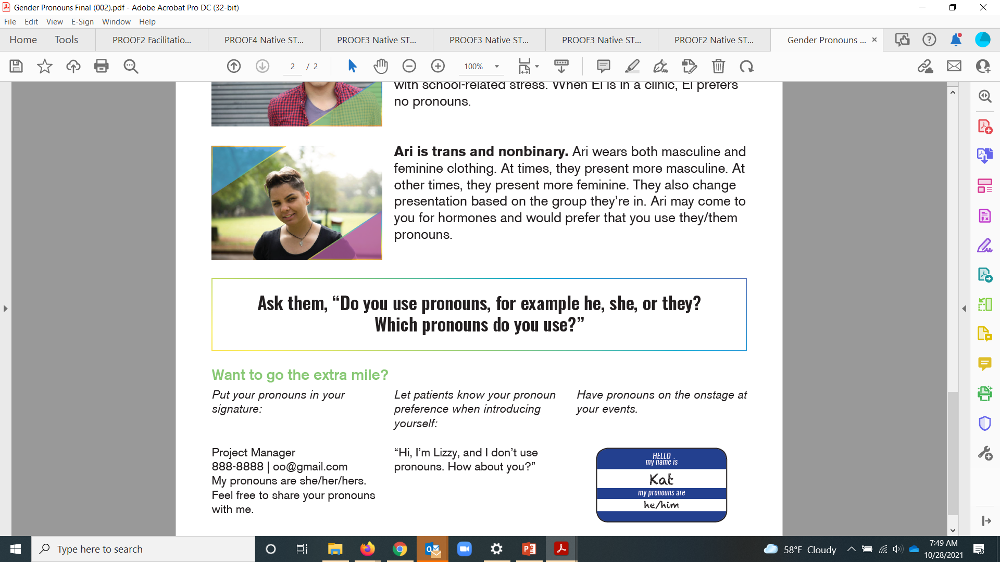 Gender Pronouns Final (002).pdf - Adobe Acrobat Pro DC (32-bit)
File Edit View E-Sign Window Help
Home Tools PROOF2 Facilitatio... PROOF4 Native ST... PROOF3 Native ST... PROOF3 Native ST... PROOF3 Native ST... PROOF2 Native ST... Gender Pronouns ... ×
2 / 2 100%
with school-related stress. When El is in a clinic, El prefers
no pronouns.
Ari is trans and nonbinary. Ari wears both masculine and
feminine clothing. At times, they present more masculine. At
other times, they present more feminine. They also change
presentation based on the group they’re in. Ari may come to
you for hormones and would prefer that you use they/them
pronouns.
Ask them, “Do you use pronouns, for example he, she, or they?
Which pronouns do you use?”
Want to go the extra mile?
Put your pronouns in your
signature:
Project Manager
888-8888 | oo@gmail.com
My pronouns are she/her/hers.
Feel free to share your pronouns
with me.
Let patients know your pronoun
preference when introducing
yourself:
“Hi, I’m Lizzy, and I don’t use
pronouns. How about you?”
Have pronouns on the onstage at
your events.
HELLO
my name is
Kat
my pronouns are
he/him
Type here to search
58°F Cloudy
7:49 AM
10/28/2021